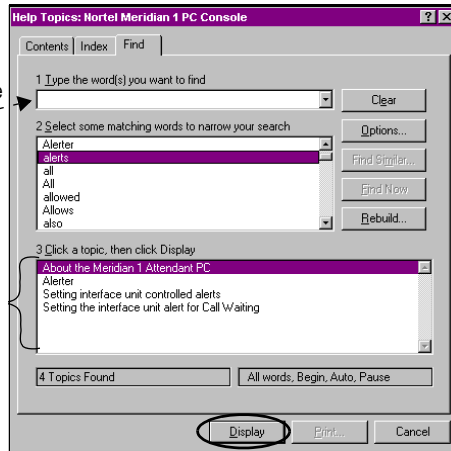 Help Topics: Nortel Meridian 1 PC Console
Contents Index Find
1 Type the word(s) you want to find
Clear
2 Select some matching words to narrow your search
Options...
Alerter
alerts
all
All
allowed
Allows
also
Find Similar...
Find Now
Rebuild...
3 Click a topic, then click Display
About the Meridian 1 Attendant PC
Alerter
Setting interface unit controlled alerts
Setting the interface unit alert for Call Waiting
4 Topics Found
All words, Begin, Auto, Pause
Display Print... Cancel